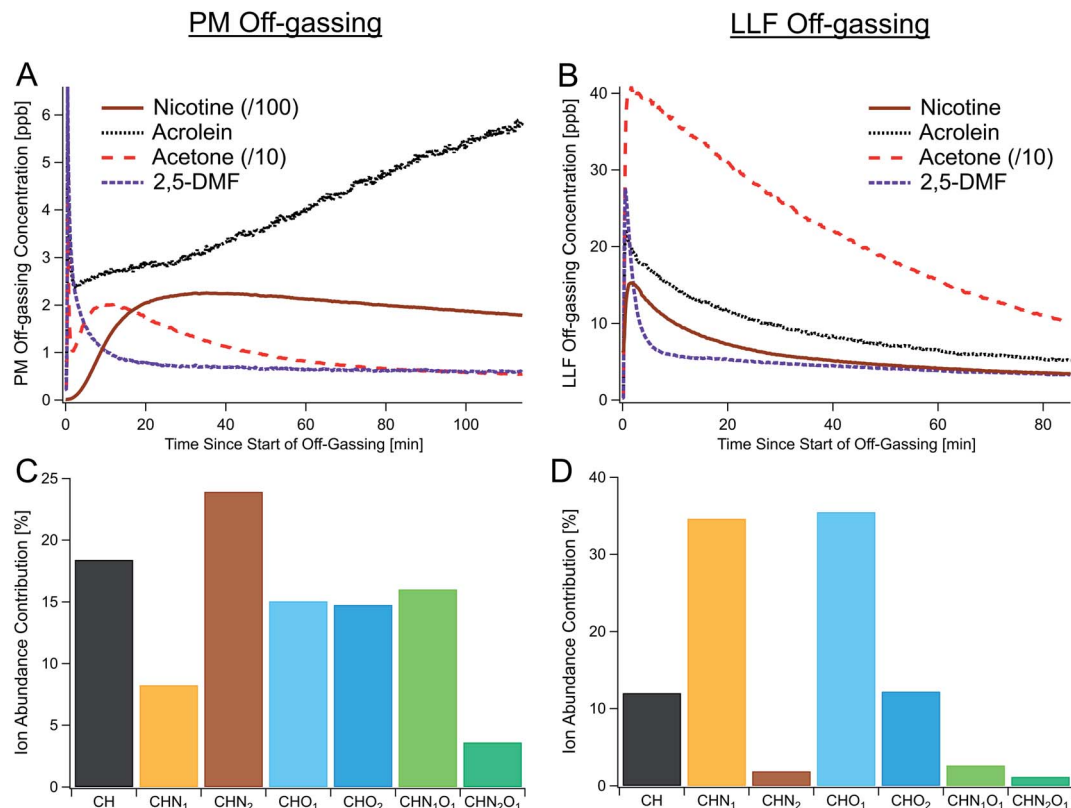 PM Off-gassing
LLF Off-gassing
A
PM Off-gassing Concentration [ppb]
6
5
4
3
2
1
0
Nicotine (/100)
Acrolein
Acetone (/10)
2,5-DMF
0 20 40 60 80 100
Time Since Start of Off-Gassing [min]
B
LLF Off-gassing Concentration [ppb]
40
30
20
10
0
Nicotine
Acrolein
Acetone (/10)
2,5-DMF
0 20 40 60 80
Time Since Start of Off-Gassing [min]
C
Ion Abundance Contribution [%]
25
20
15
10
5
0
CH CHN₁ CHN₂ CHO₁ CHO₂ CHN₁O₁ CHN₂O₁
D
Ion Abundance Contribution [%]
40
30
20
10
0
CH CHN₁ CHN₂ CHO₁ CHO₂ CHN₁O₁ CHN₂O₁